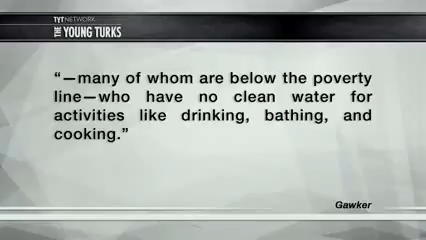 TYT NETWORK
THE YOUNG TURKS
“—many of whom are below the poverty
line—who have no clean water for
activities like drinking, bathing, and
cooking.”
Gawker